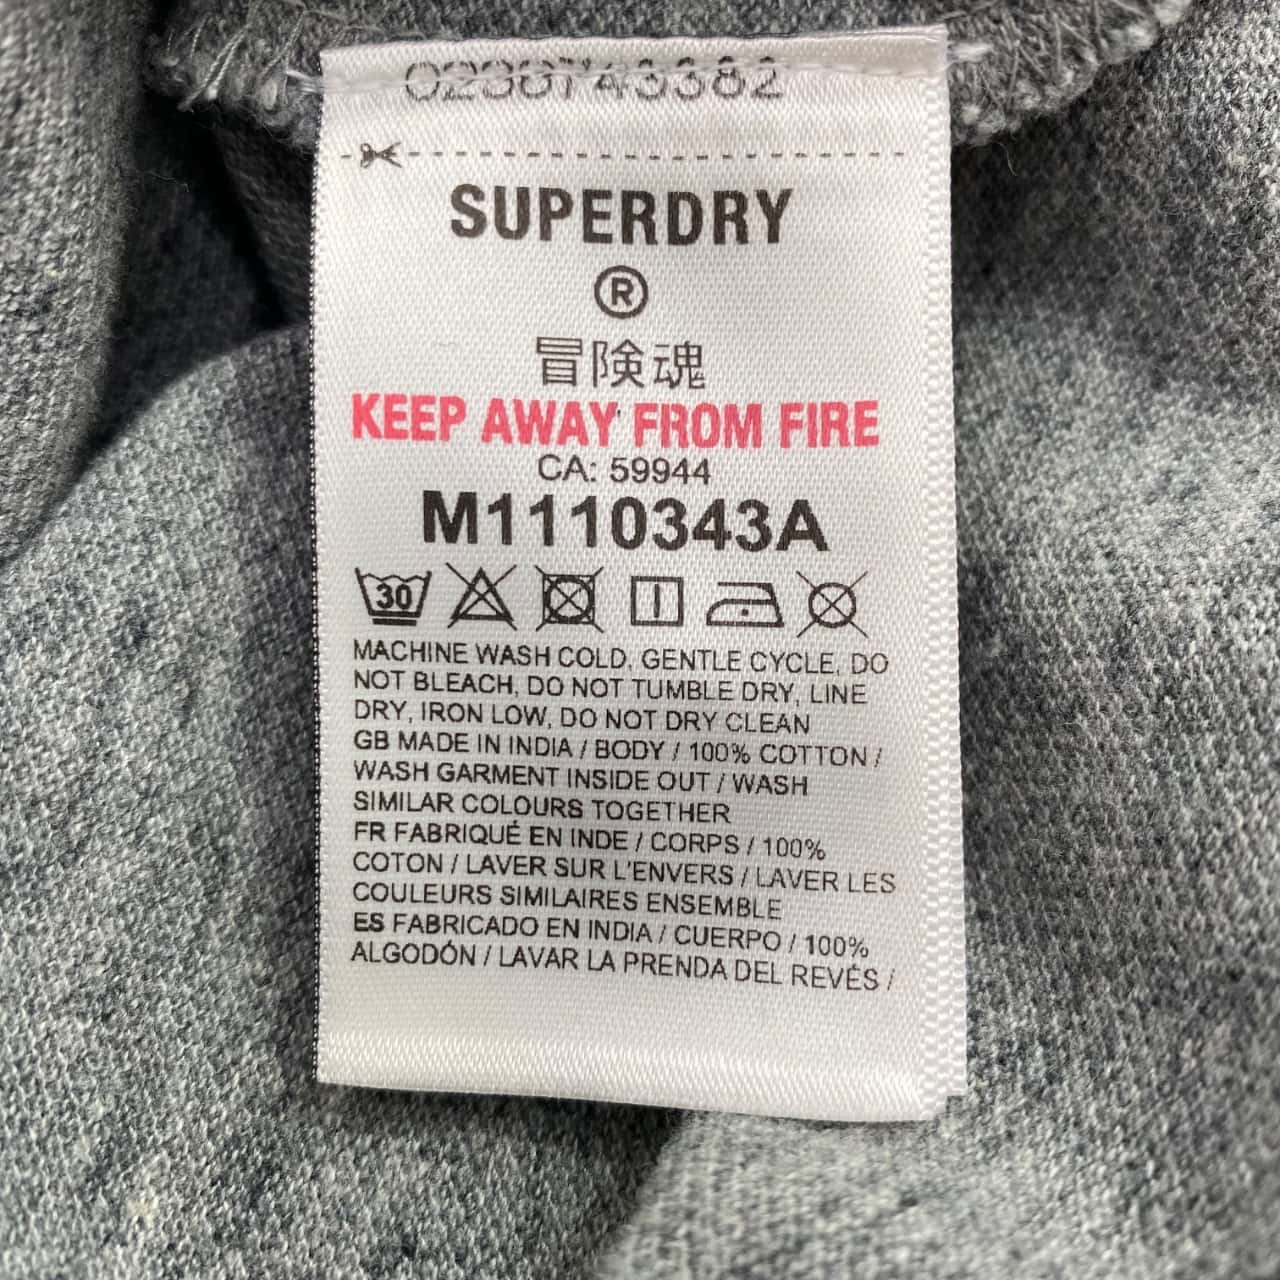 SUPERDRY
®
冒険魂
KEEP AWAY FROM FIRE
CA: 59944
M1110343A
30
MACHINE WASH COLD, GENTLE CYCLE, DO
NOT BLEACH, DO NOT TUMBLE DRY, LINE
DRY, IRON LOW, DO NOT DRY CLEAN
GB MADE IN INDIA / BODY / 100% COTTON /
WASH GARMENT INSIDE OUT / WASH
SIMILAR COLOURS TOGETHER
FR FABRIQUÉ EN INDE / CORPS / 100%
COTON / LAVER SUR L'ENVERS / LAVER LES
COULEURS SIMILAIRES ENSEMBLE
ES FABRICADO EN INDIA / CUERPO / 100%
ALGODÓN / LAVAR LA PRENDA DEL REVÉS /